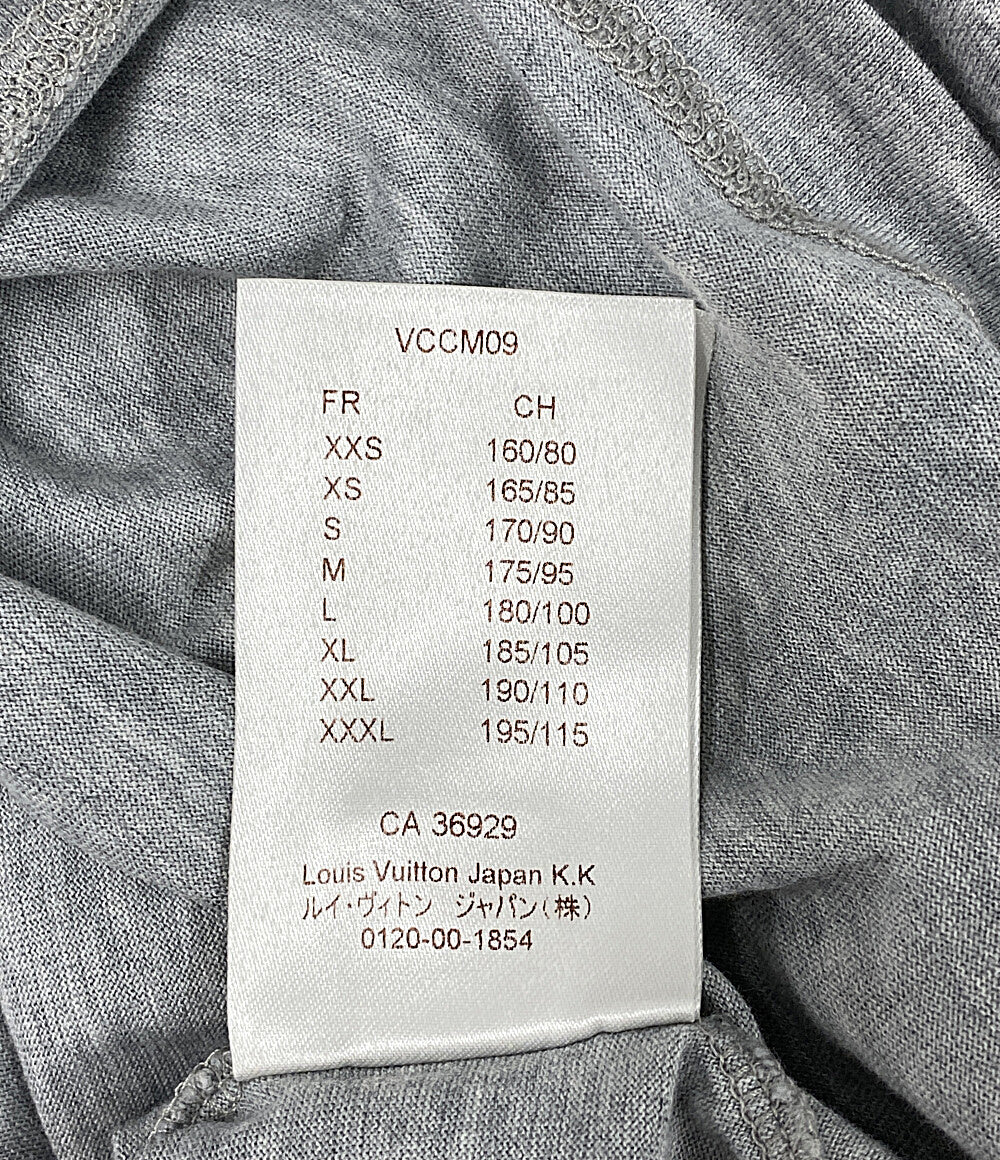 VCCM09
FR CH
XXS 160/80
XS 165/85
S 170/90
M 175/95
L 180/100
XL 185/105
XXL 190/110
XXXL 195/115
CA 36929
Louis Vuitton Japan K.K
ルイ・ヴィトン ジャパン(株)
0120-00-1854